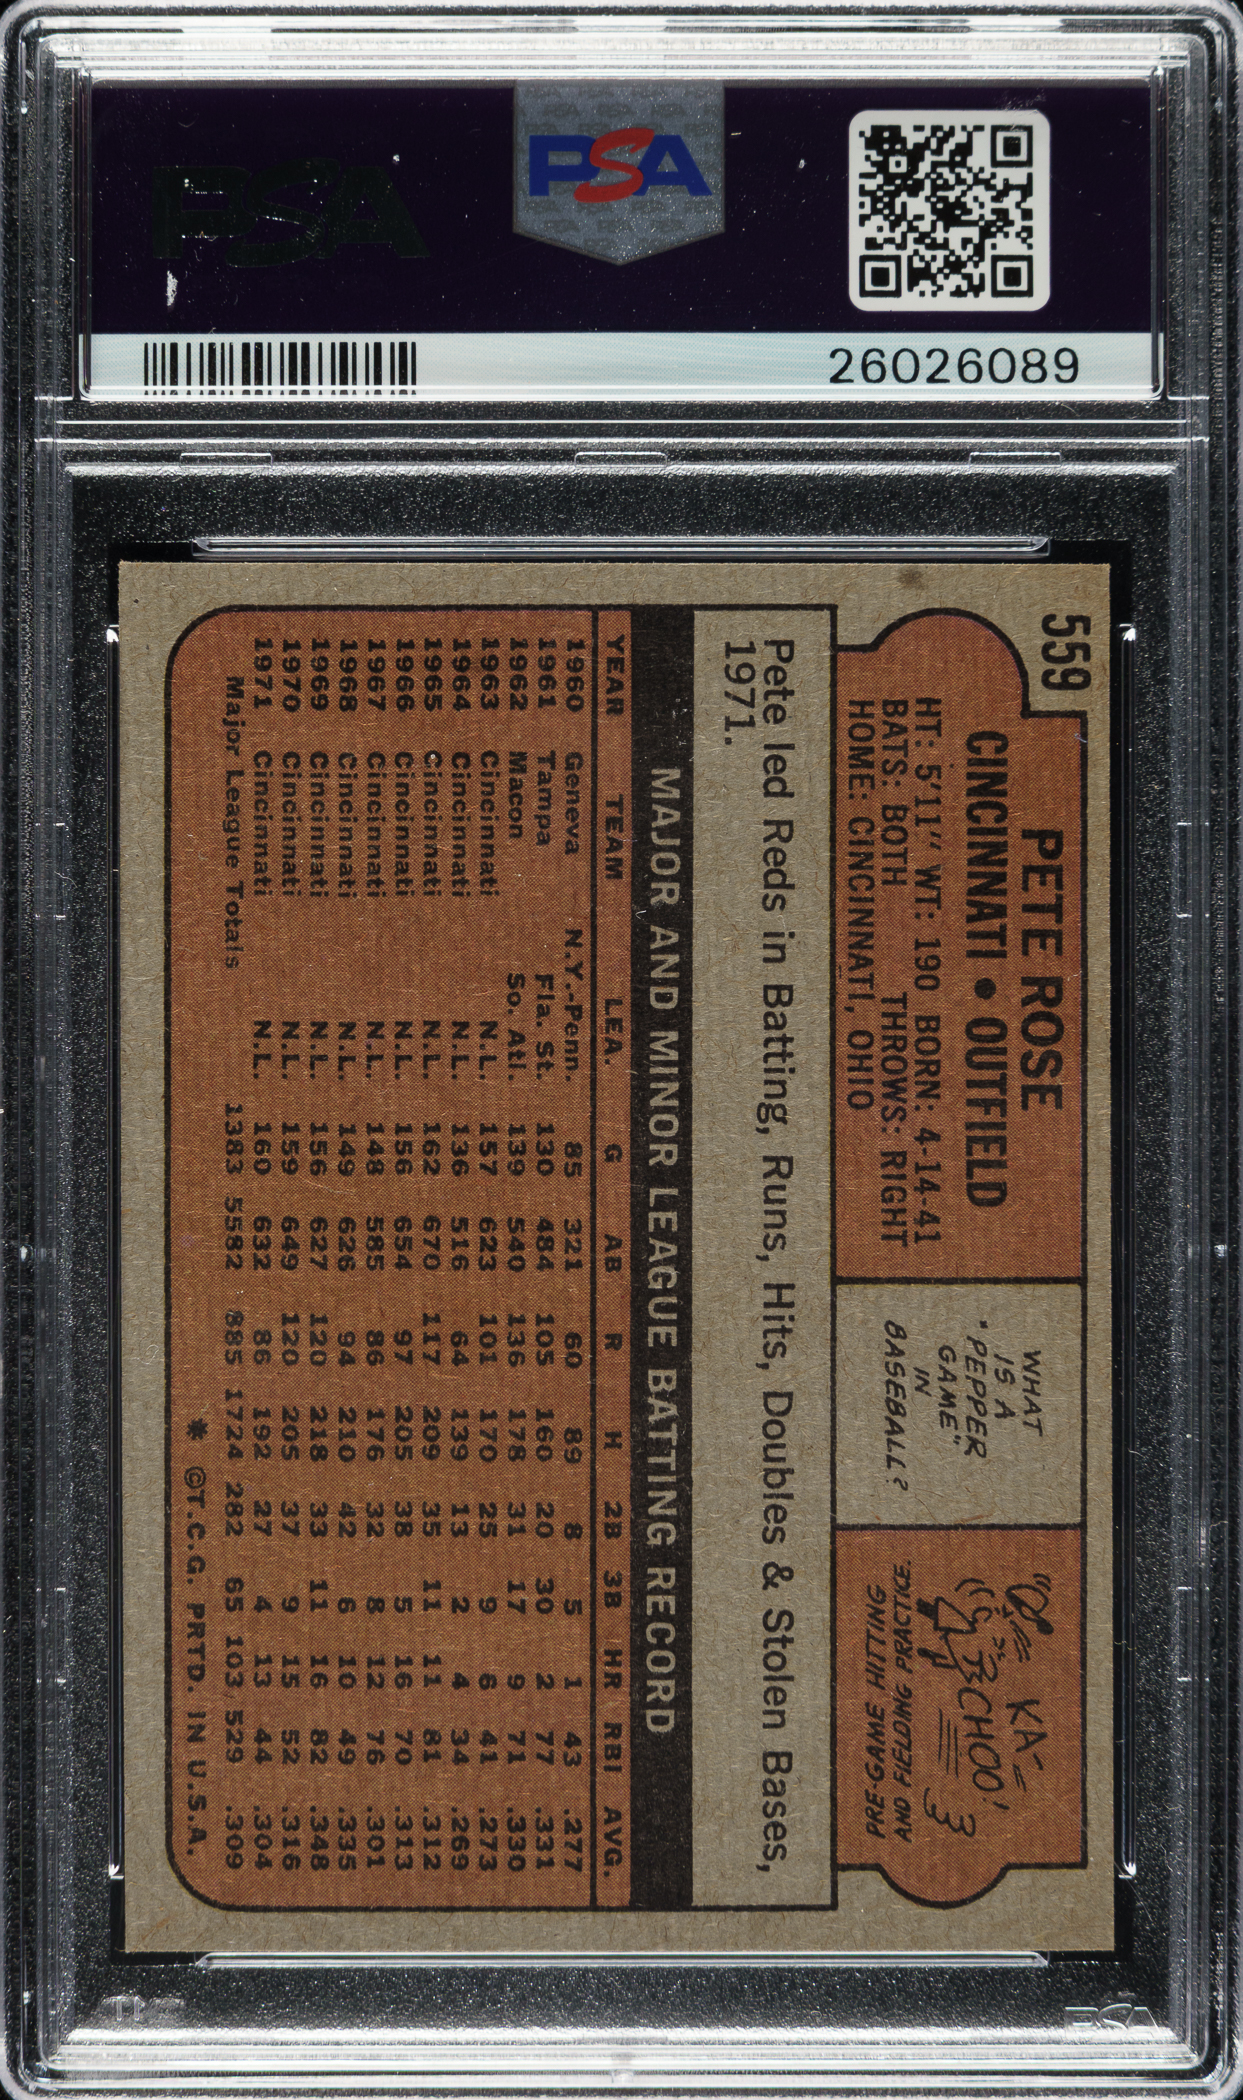 PSA
PSA
26026089
559
PETE ROSE
CINCINNATI • OUTFIELD
HT: 5'11" WT: 190 BORN: 4-14-41
BATS: BOTH THROWS: RIGHT
HOME: CINCINNATI, OHIO
WHAT
IS A
"PEPPER
GAME",
IN
BASEBALL?
KA-
CHOO!
PRE-GAME HITTING
AND FIELDING PRACTICE.
Pete led Reds in Batting, Runs, Hits, Doubles & Stolen Bases,
1971.
MAJOR AND MINOR LEAGUE BATTING RECORD
YEAR TEAM LEA. G AB R H 2B 3B HR RBI AVG.
1960 Geneva N.Y.-Penn. 85 321 60 89 8 5 1 43 .277
1961 Tampa Fla. St. 130 484 105 160 20 30 2 77 .331
1962 Macon So. Atl. 139 540 136 178 31 17 9 71 .330
1963 Cincinnati N.L. 157 623 101 170 25 9 6 41 .273
1964 Cincinnati N.L. 136 516 64 139 13 2 4 34 .269
1965 Cincinnati N.L. 162 670 117 209 35 11 11 81 .312
1966 Cincinnati N.L. 156 654 97 205 38 5 16 70 .313
1967 Cincinnati N.L. 148 585 86 176 32 8 12 76 .301
1968 Cincinnati N.L. 149 626 94 210 42 6 10 49 .335
1969 Cincinnati N.L. 156 627 120 218 33 11 16 82 .348
1970 Cincinnati N.L. 159 649 120 205 37 9 15 52 .316
1971 Cincinnati N.L. 160 632 86 192 27 4 13 44 .304
Major League Totals 1383 5582 885 1724 282 65 103 529 .309
* ©T.C.G. PRTD. IN U.S.A.
PSA